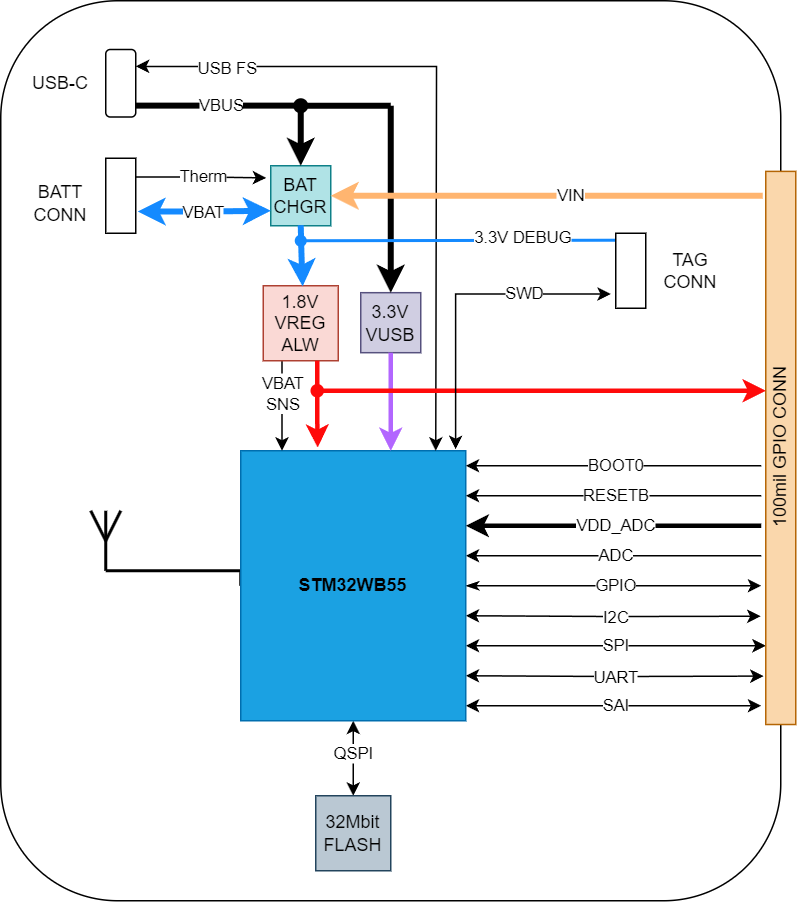 USB FS
USB-C
VBUS
Therm
BATT
CONN
VBAT
BAT
CHGR
VIN
3.3V DEBUG
TAG
CONN
SWD
1.8V
VREG
ALW
3.3V
VUSB
VBAT
SNS
100mil GPIO CONN
BOOT0
RESETB
VDD_ADC
ADC
GPIO
I2C
SPI
UART
SAI
STM32WB55
QSPI
32Mbit
FLASH